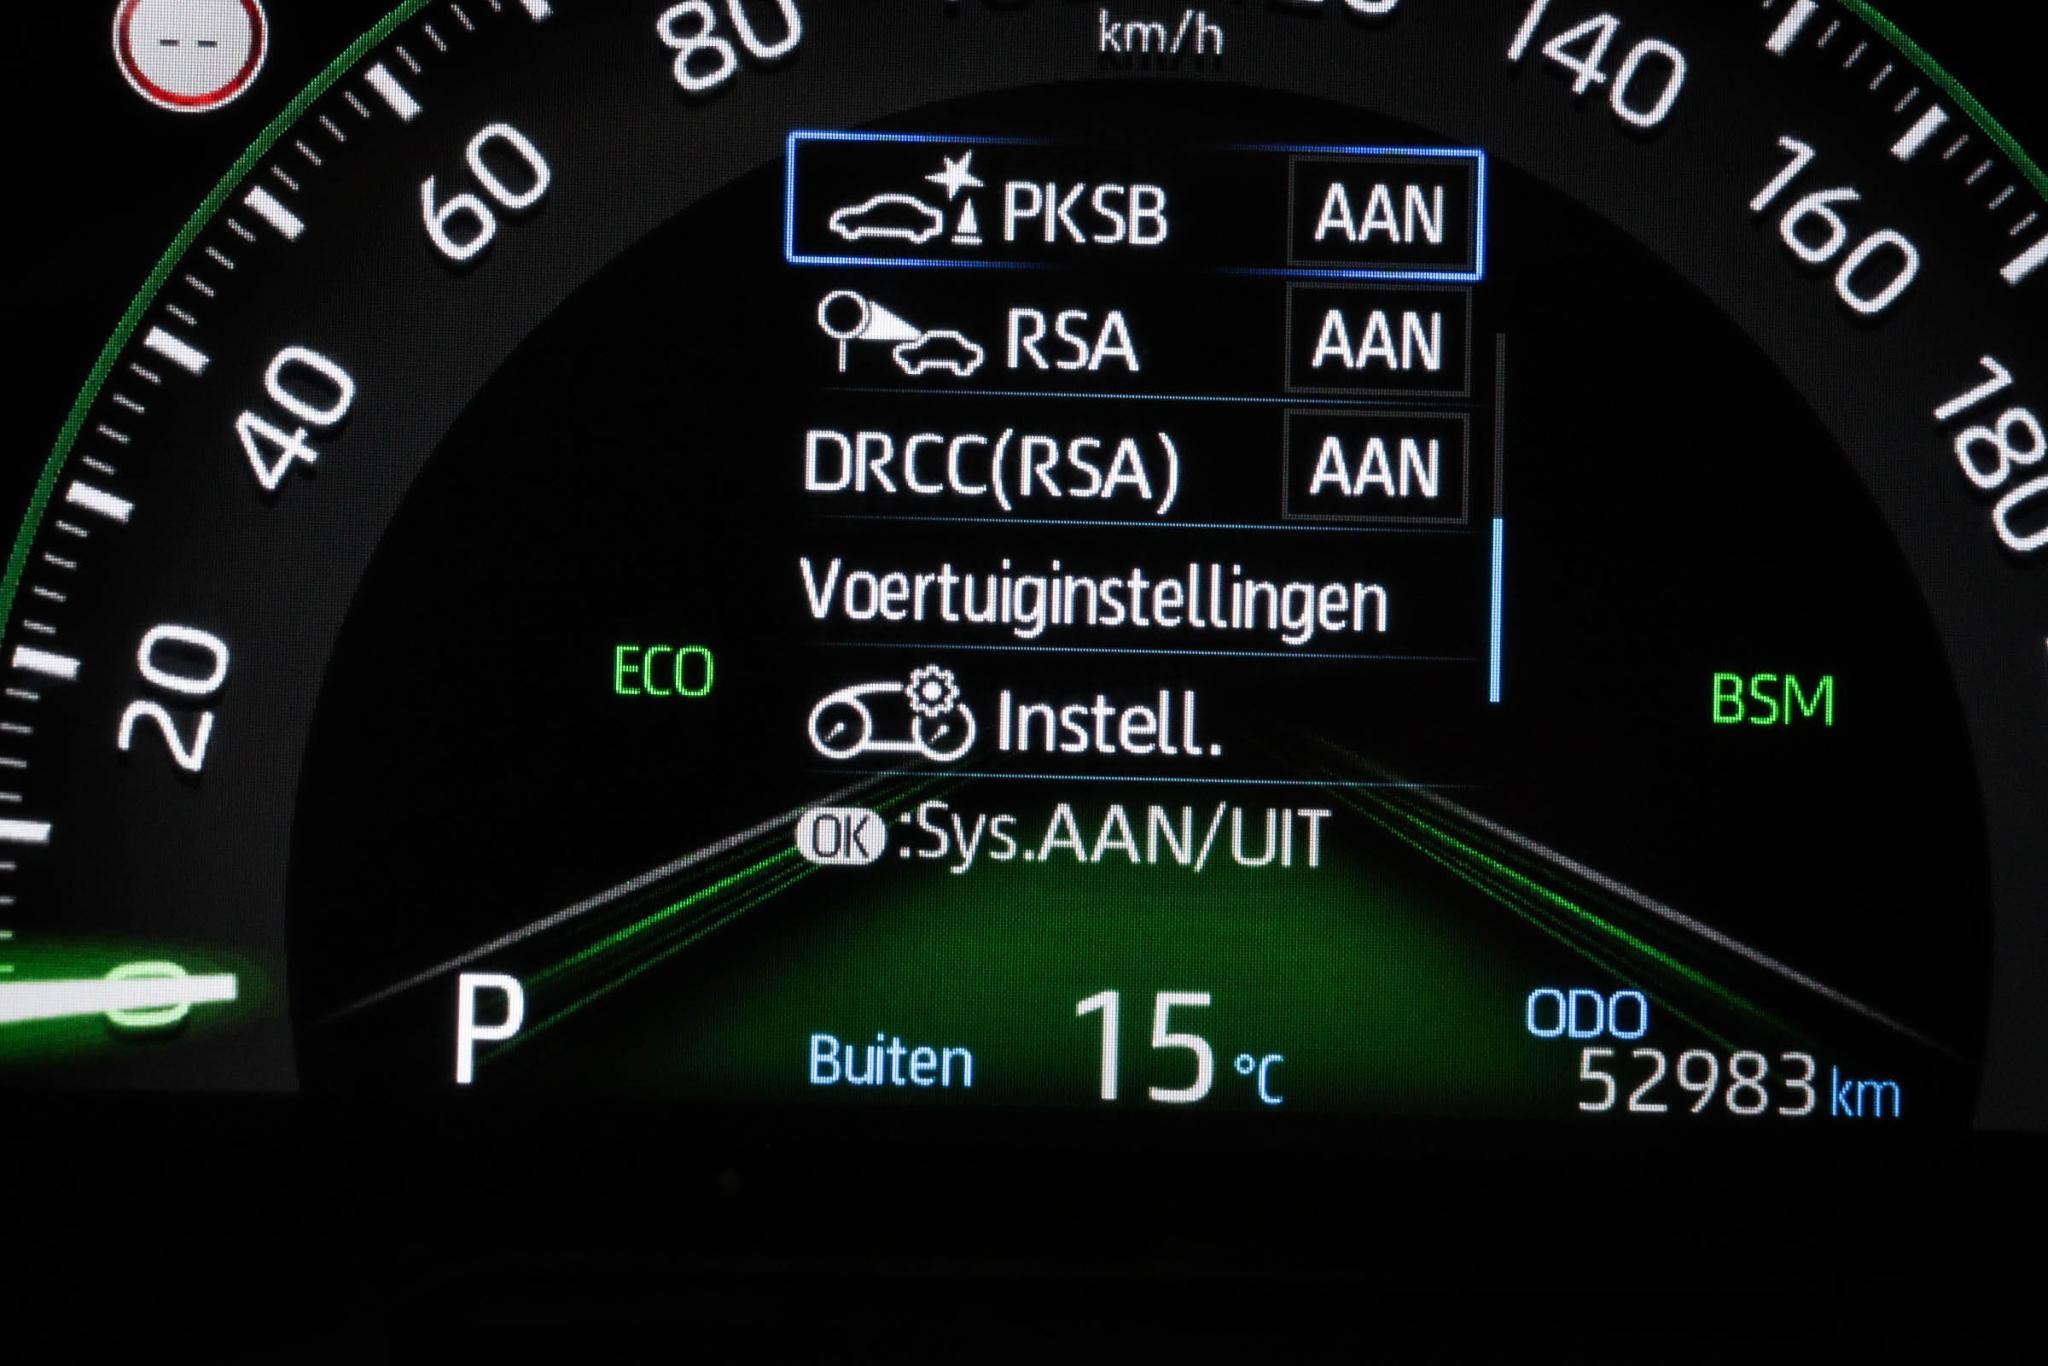 --
km/h
80
140
60
160
40
180
20
0
PKSB AAN
RSA AAN
DRCC(RSA) AAN
Voertuiginstellingen
Instell.
OK :Sys.AAN/UIT
ECO
BSM
P
Buiten 15 °C
ODO
52983 km